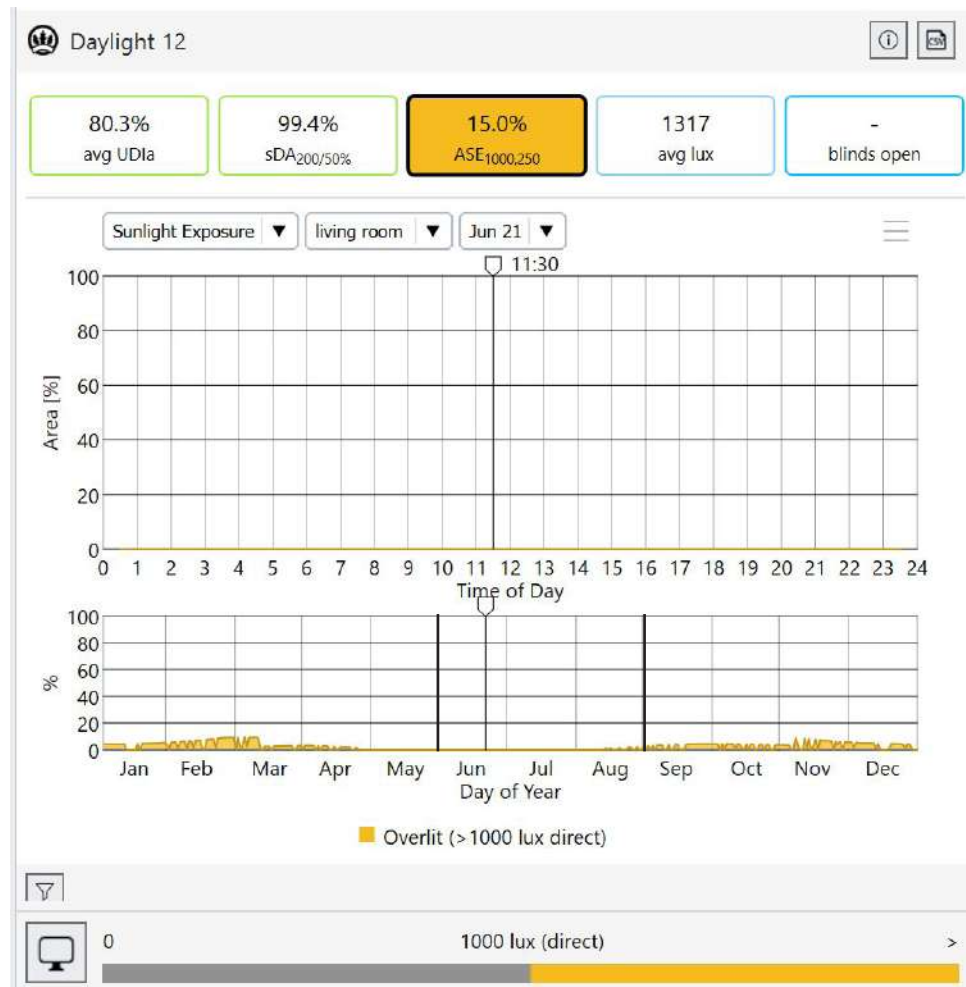 Daylight 12
CSV
80.3% 99.4% 15.0% 1317 -
avg UDIa sDA200/50% ASE1000,250 avg lux blinds open
Sunlight Exposure ▼ living room ▼ Jun 21 ▼
11:30
100
80
60
40
20
0
Area [%]
0 1 2 3 4 5 6 7 8 9 10 11 12 13 14 15 16 17 18 19 20 21 22 23 24
Time of Day
100
80
60
40
20
0
%
Jan Feb Mar Apr May Jun Jul Aug Sep Oct Nov Dec
Day of Year
Overlit (>1000 lux direct)
0 1000 lux (direct) >